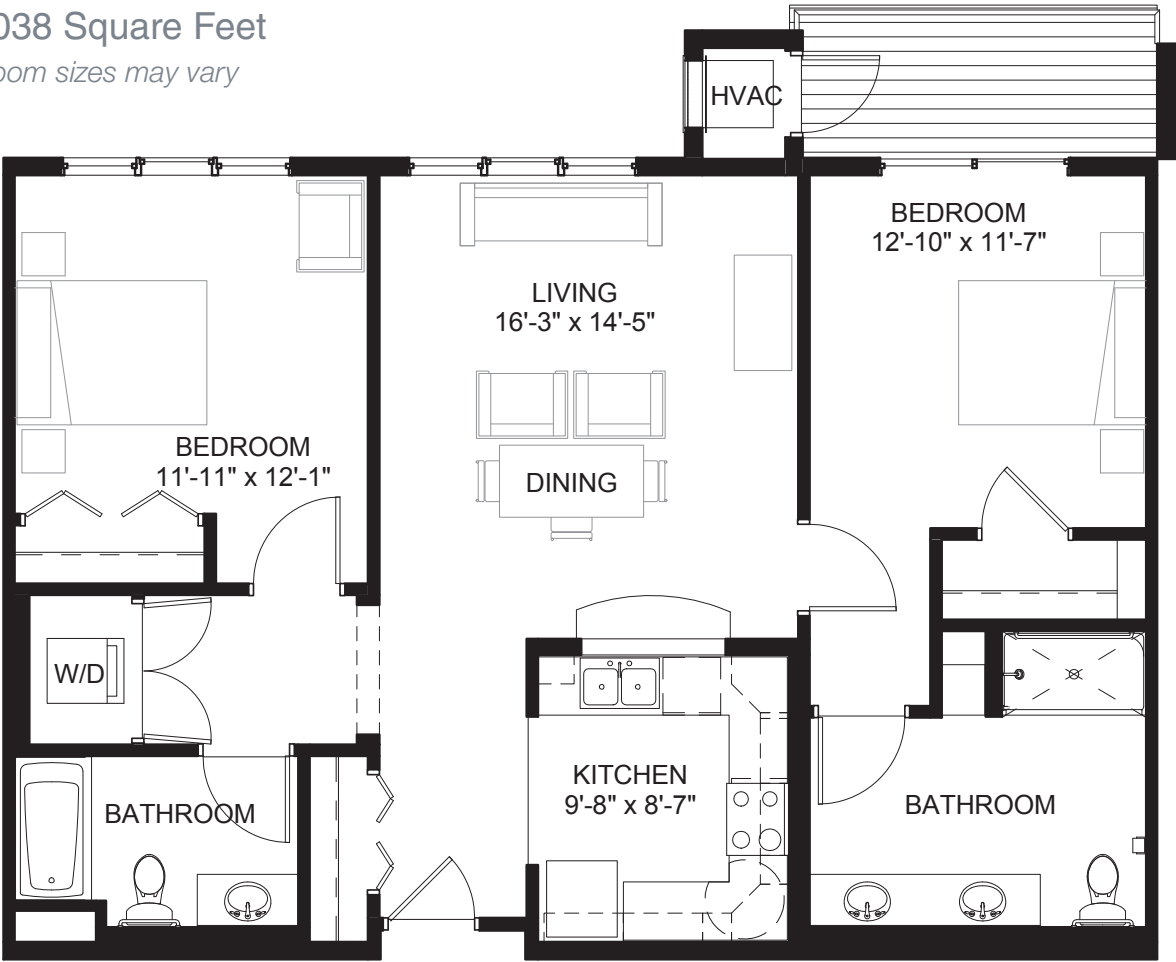 038 Square Feet
oom sizes may vary
HVAC
BEDROOM
12'-10" x 11'-7"
LIVING
16'-3" x 14'-5"
BEDROOM
11'-11" x 12'-1"
DINING
W/D
KITCHEN
9'-8" x 8'-7"
BATHROOM
BATHROOM